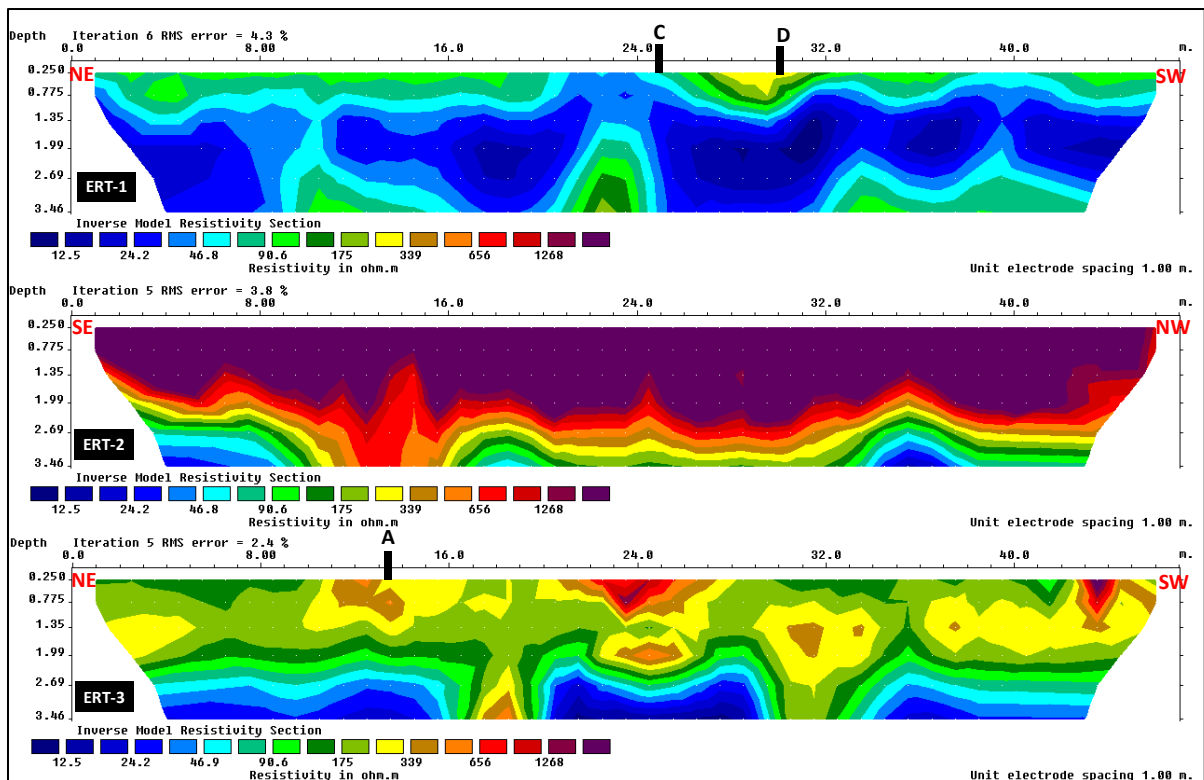 C D
Depth Iteration 6 RMS error = 4.3 %
0.0 8.00 16.0 24.0 32.0 40.0 m.
NE SW
0.250
0.775
1.35
1.99
2.69
3.46
ERT-1
Inverse Model Resistivity Section
12.5 24.2 46.8 90.6 175 339 656 1268
Resistivity in ohm.m
Unit electrode spacing 1.00 m.
Depth Iteration 5 RMS error = 3.8 %
0.0 8.00 16.0 24.0 32.0 40.0 m.
SE NW
0.250
0.775
1.35
1.99
2.69
3.46
ERT-2
Inverse Model Resistivity Section
12.5 24.2 46.8 90.6 175 339 656 1268
Resistivity in ohm.m
Unit electrode spacing 1.00 m.
A
Depth Iteration 5 RMS error = 2.4 %
0.0 8.00 16.0 24.0 32.0 40.0 m.
NE SW
0.250
0.775
1.35
1.99
2.69
3.46
ERT-3
Inverse Model Resistivity Section
12.5 24.2 46.9 90.6 175 339 656 1268
Resistivity in ohm.m
Unit electrode spacing 1.00 m.